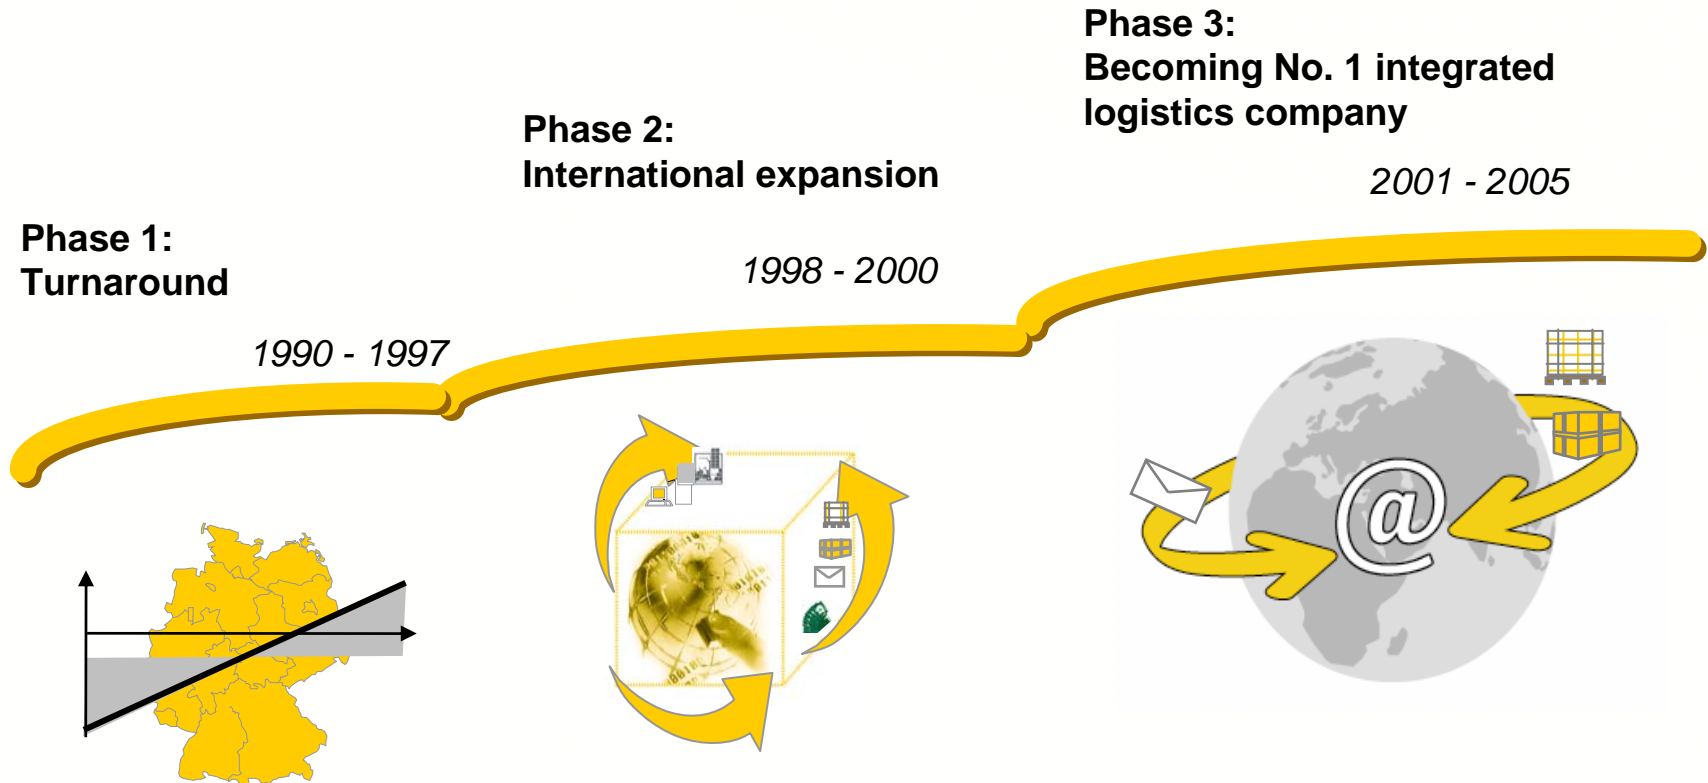 Phase 1:
Turnaround
1990 - 1997
Phase 2:
International expansion
1998 - 2000
Phase 3:
Becoming No. 1 integrated
logistics company
2001 - 2005
@